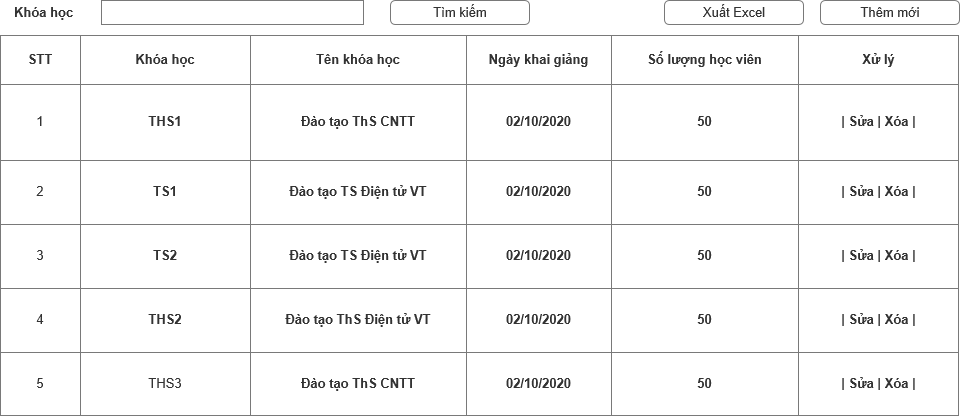 Khóa học Tìm kiếm Xuất Excel Thêm mới
STT Khóa học Tên khóa học Ngày khai giảng Số lượng học viên Xử lý
1 THS1 Đào tạo ThS CNTT 02/10/2020 50 | Sửa | Xóa |
2 TS1 Đào tạo TS Điện tử VT 02/10/2020 50 | Sửa | Xóa |
3 TS2 Đào tạo TS Điện tử VT 02/10/2020 50 | Sửa | Xóa |
4 THS2 Đào tạo ThS Điện tử VT 02/10/2020 50 | Sửa | Xóa |
5 THS3 Đào tạo ThS CNTT 02/10/2020 50 | Sửa | Xóa |